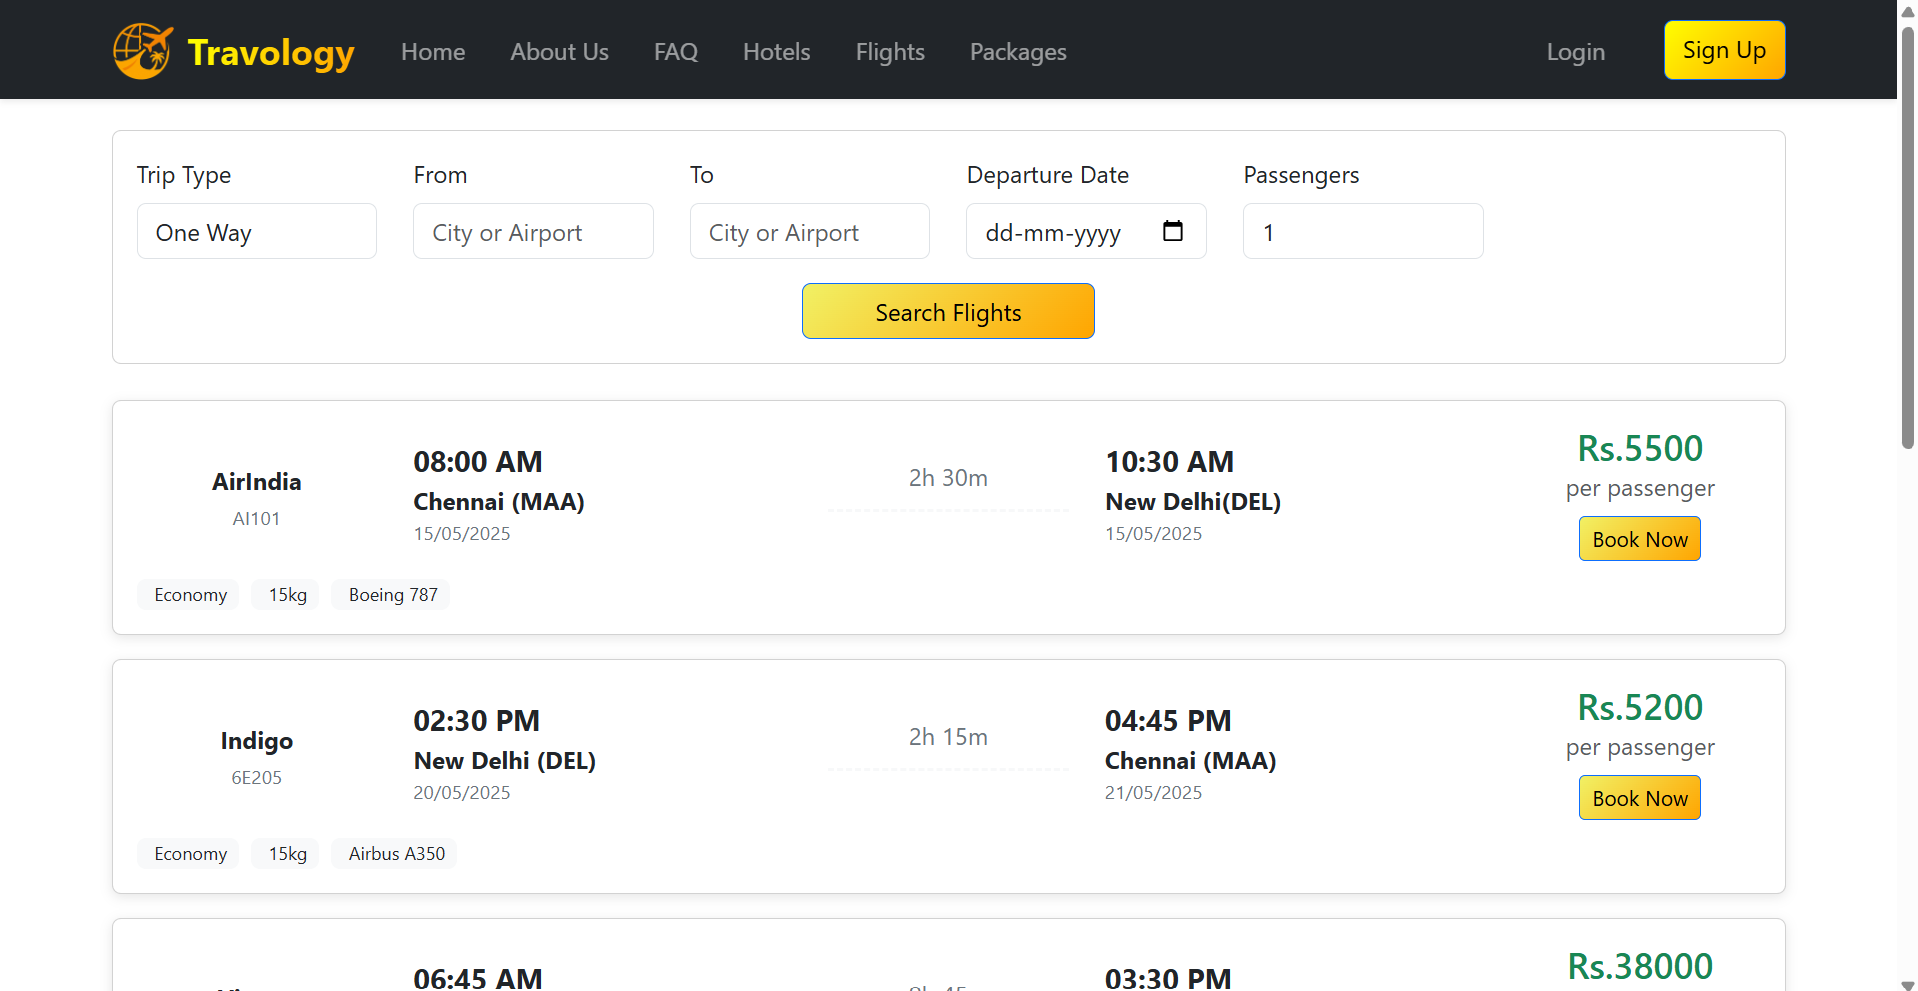 Travology Home About Us FAQ Hotels Flights Packages Login Sign Up
Trip Type From To Departure Date Passengers
One Way City or Airport City or Airport dd-mm-yyyy 1
Search Flights
AirIndia
AI101
08:00 AM
Chennai (MAA)
15/05/2025
2h 30m
10:30 AM
New Delhi(DEL)
15/05/2025
Rs.5500
per passenger
Book Now
Economy 15kg Boeing 787
Indigo
6E205
02:30 PM
New Delhi (DEL)
20/05/2025
2h 15m
04:45 PM
Chennai (MAA)
21/05/2025
Rs.5200
per passenger
Book Now
Economy 15kg Airbus A350
06:45 AM
03:30 PM
Rs.38000